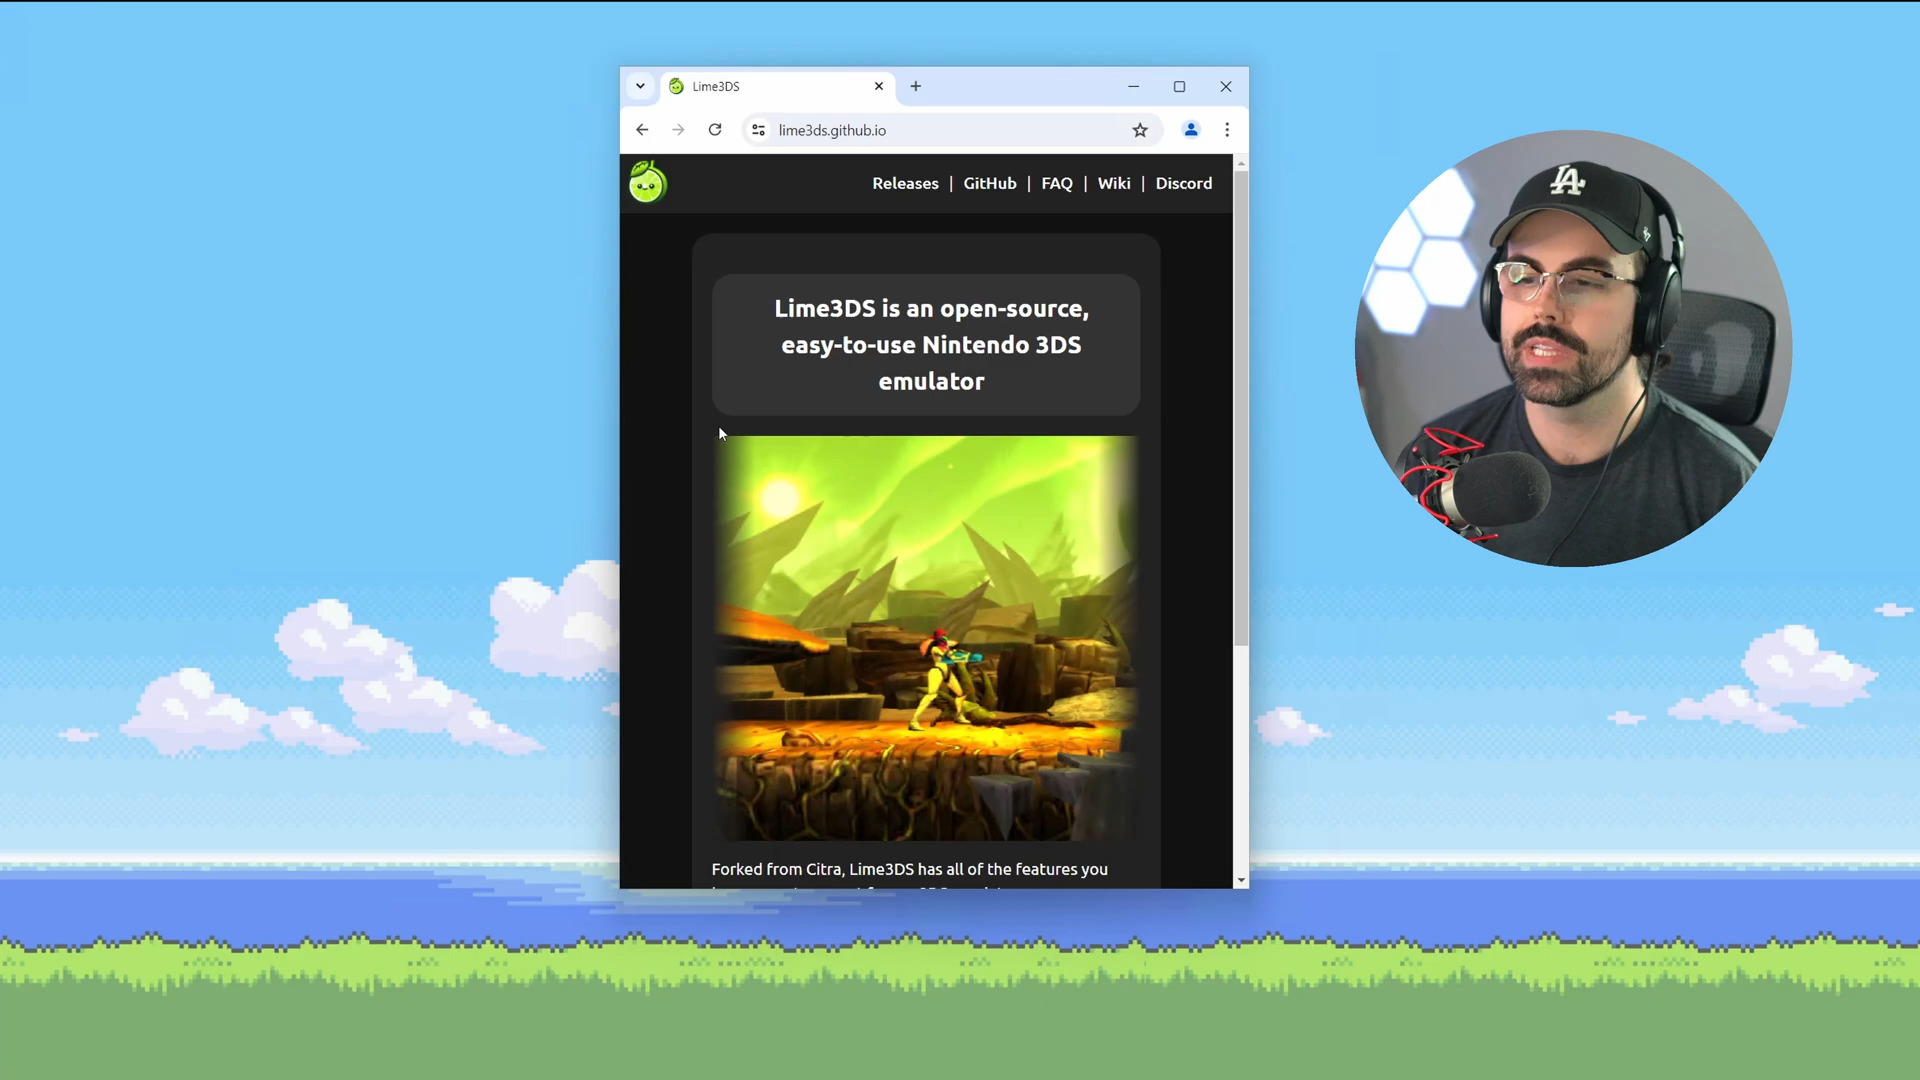 Lime3DS
lime3ds.github.io
Releases | GitHub | FAQ | Wiki | Discord
Lime3DS is an open-source,
easy-to-use Nintendo 3DS
emulator
Forked from Citra, Lime3DS has all of the features you
LA